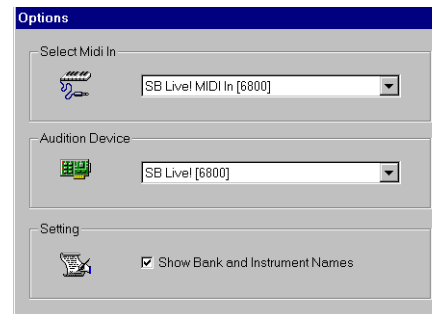 Options
Select Midi In
SB Live! MIDI In [6800]
Audition Device
SB Live! [6800]
Setting
Show Bank and Instrument Names